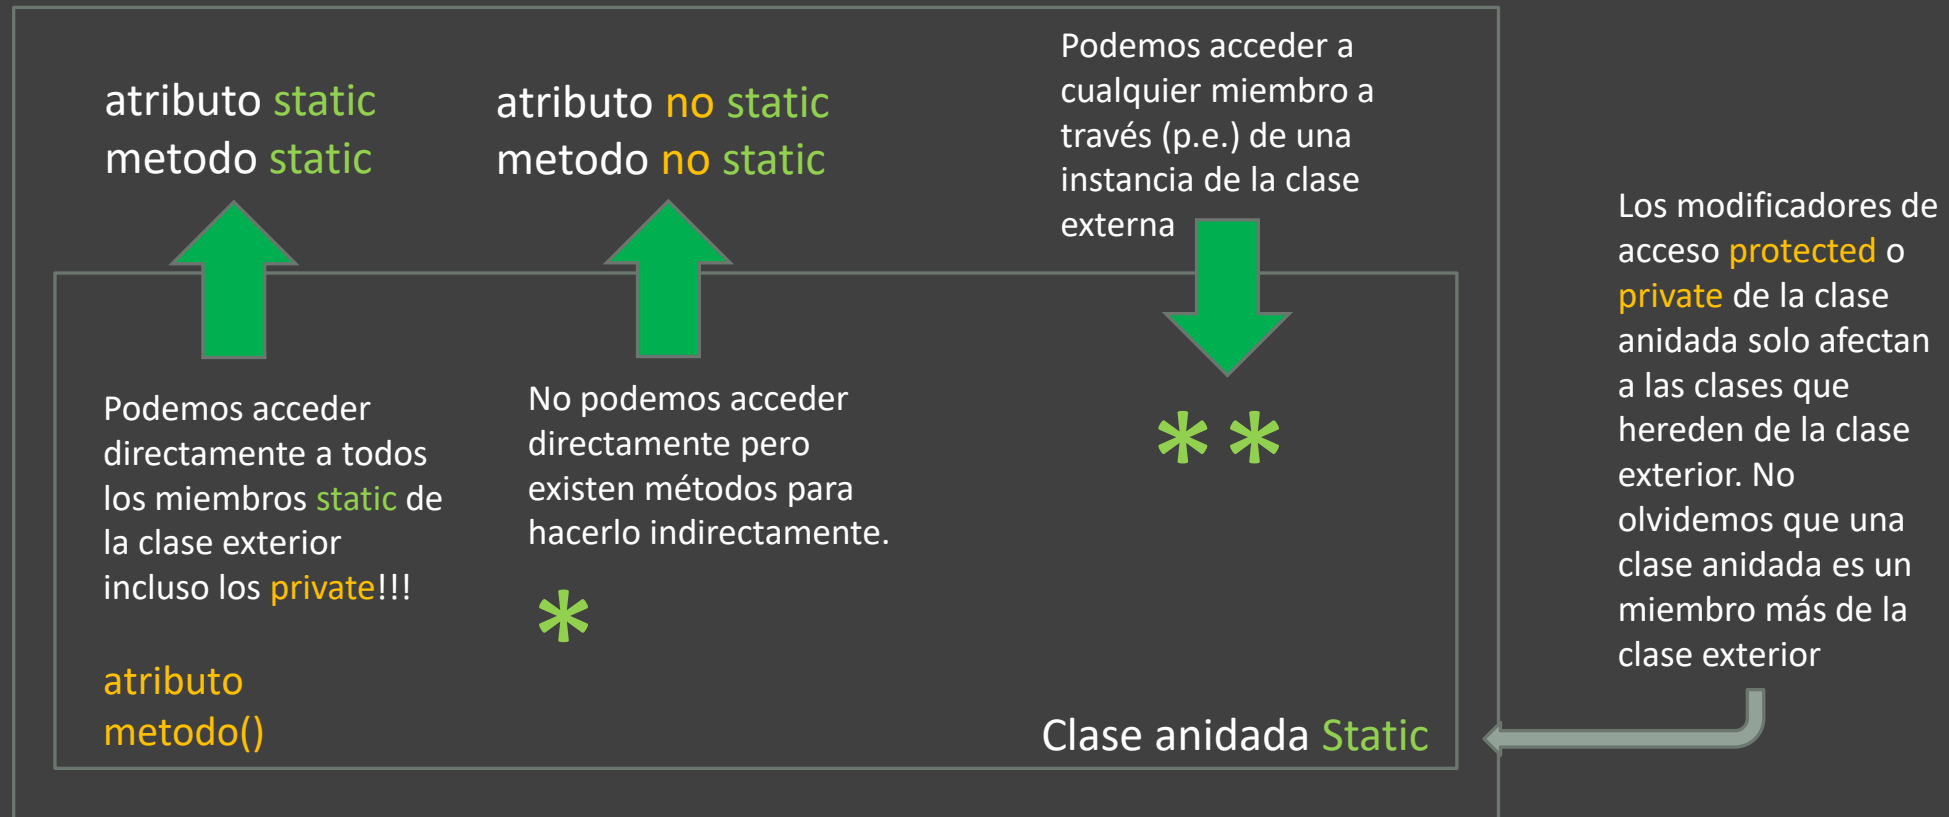 atributo static
metodo static
atributo no static
metodo no static
Podemos acceder a
cualquier miembro a
través (p.e.) de una
instancia de la clase
externa
Podemos acceder
directamente a todos
los miembros static de
la clase exterior
incluso los private!!!
atributo
metodo()
No podemos acceder
directamente pero
existen métodos para
hacerlo indirectamente.
*
**
Clase anidada Static
Los modificadores de
acceso protected o
private de la clase
anidada solo afectan
a las clases que
hereden de la clase
exterior. No
olvidemos que una
clase anidada es un
miembro más de la
clase exterior